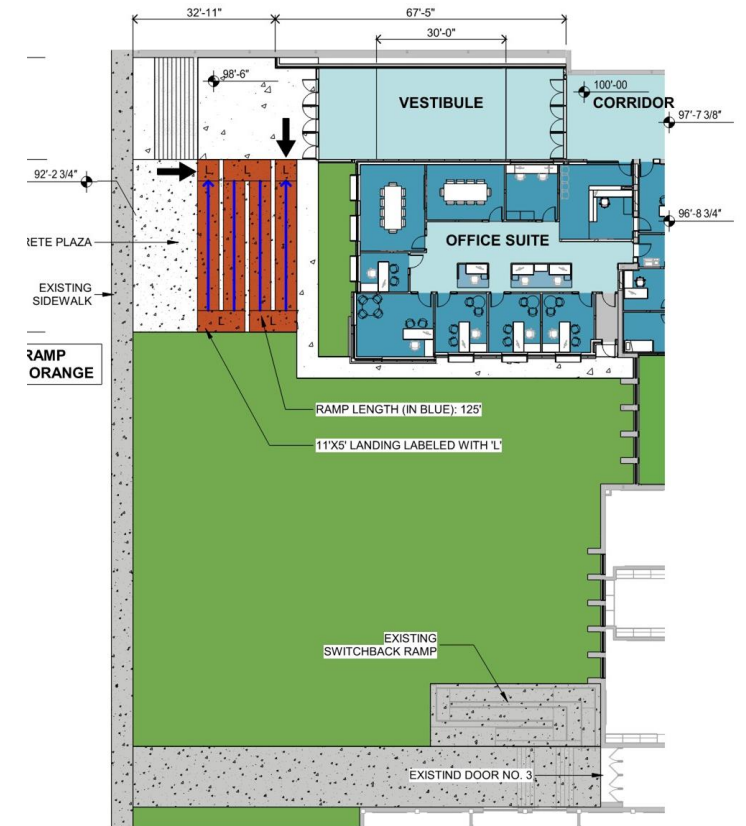 32'-11"
67'-5"
30'-0"
98'-6"
100'-00
VESTIBULE
CORRIDOR
97'-7 3/8"
92'-2 3/4"
L
L
L
96'-8 3/4"
OFFICE SUITE
RETE PLAZA
EXISTING
SIDEWALK
L
L
RAMP
ORANGE
RAMP LENGTH (IN BLUE): 125'
11'X5' LANDING LABELED WITH 'L'
EXISTING
SWITCHBACK RAMP
EXISTIND DOOR NO. 3